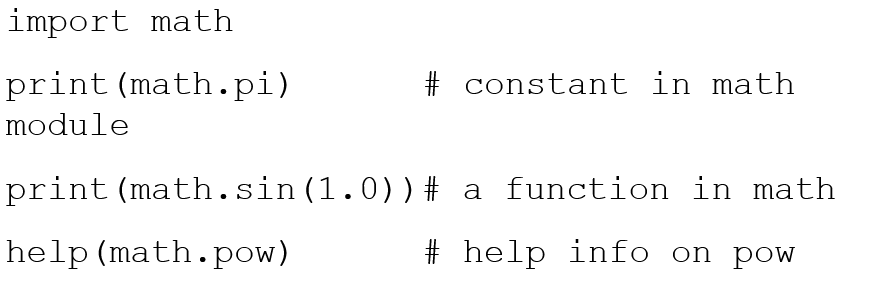 import math
print(math.pi)      # constant in math
module
print(math.sin(1.0))# a function in math
help(math.pow)      # help info on pow